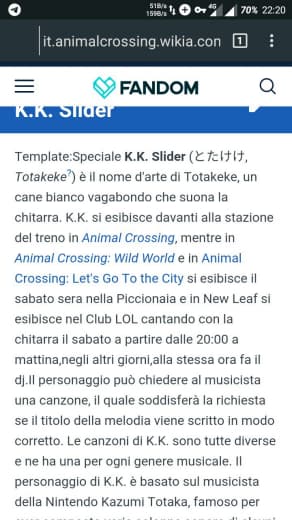 51B/s
159B/s
4G
70% 22:20
it.animalcrossing.wikia.con
1
FANDOM
K.K. Slider
Template:Speciale K.K. Slider (とたけけ,
Totakeke?) è il nome d'arte di Totakeke, un
cane bianco vagabondo che suona la
chitarra. K.K. si esibisce davanti alla stazione
del treno in Animal Crossing, mentre in
Animal Crossing: Wild World e in Animal
Crossing: Let's Go To the City si esibisce il
sabato sera nella Piccionaia e in New Leaf si
esibisce nel Club LOL cantando con la
chitarra il sabato a partire dalle 20:00 a
mattina,negli altri giorni,alla stessa ora fa il
dj.Il personaggio può chiedere al musicista
una canzone, il quale soddisferà la richiesta
se il titolo della melodia viene scritto in modo
corretto. Le canzoni di K.K. sono tutte diverse
e ne ha una per ogni genere musicale. Il
personaggio di K.K. è basato sul musicista
della Nintendo Kazumi Totaka, famoso per